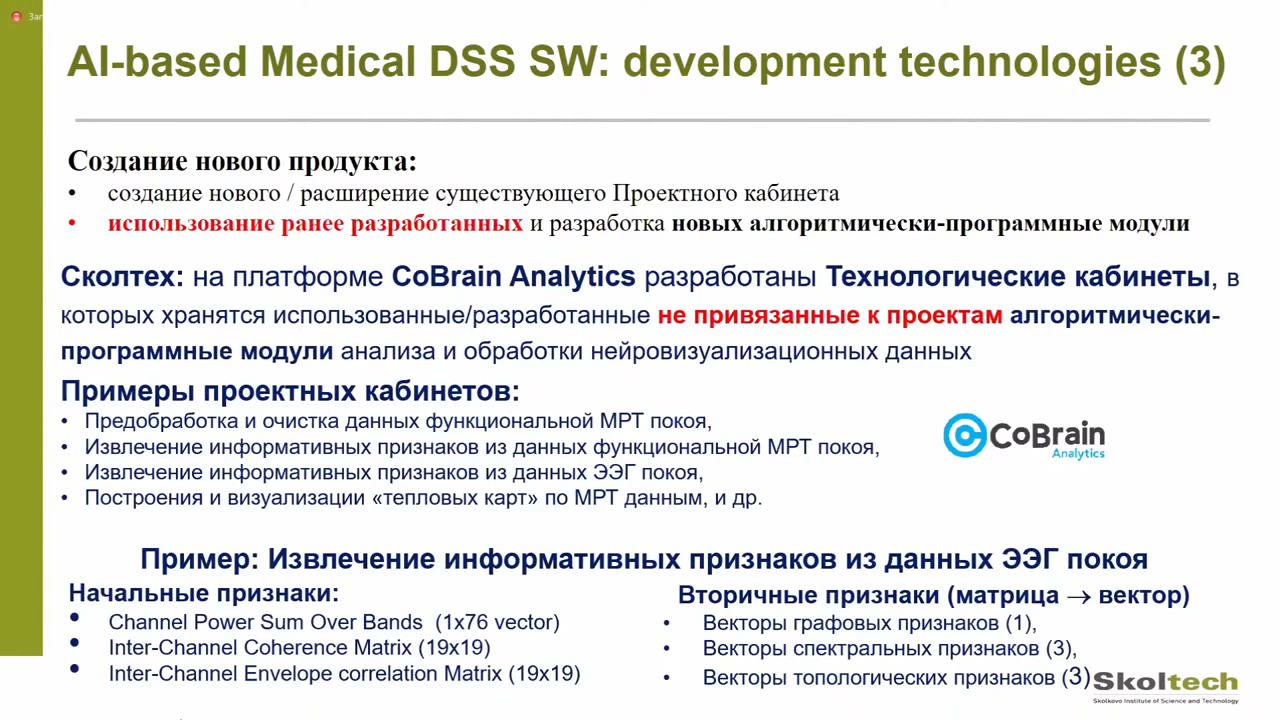 Заг
AI-based Medical DSS SW: development technologies (3)
Создание нового продукта:
• создание нового / расширение существующего Проектного кабинета
• использование ранее разработанных и разработка новых алгоритмически-программные модули
Сколтех: на платформе CoBrain Analytics разработаны Технологические кабинеты, в
которых хранятся использованные/разработанные не привязанные к проектам алгоритмически-
программные модули анализа и обработки нейровизуализационных данных
Примеры проектных кабинетов:
• Предобработка и очистка данных функциональной МРТ покоя,
• Извлечение информативных признаков из данных функциональной МРТ покоя,
• Извлечение информативных признаков из данных ЭЭГ покоя,
• Построения и визуализации «тепловых карт» по МРТ данным, и др.
CoBrain
Analytics
Пример: Извлечение информативных признаков из данных ЭЭГ покоя
Начальные признаки:
• Channel Power Sum Over Bands (1x76 vector)
• Inter-Channel Coherence Matrix (19x19)
• Inter-Channel Envelope correlation Matrix (19x19)
Вторичные признаки (матрица → вектор)
• Векторы графовых признаков (1),
• Векторы спектральных признаков (3),
• Векторы топологических признаков (3)
Skoltech
Skolkovo Institute of Science and Technology